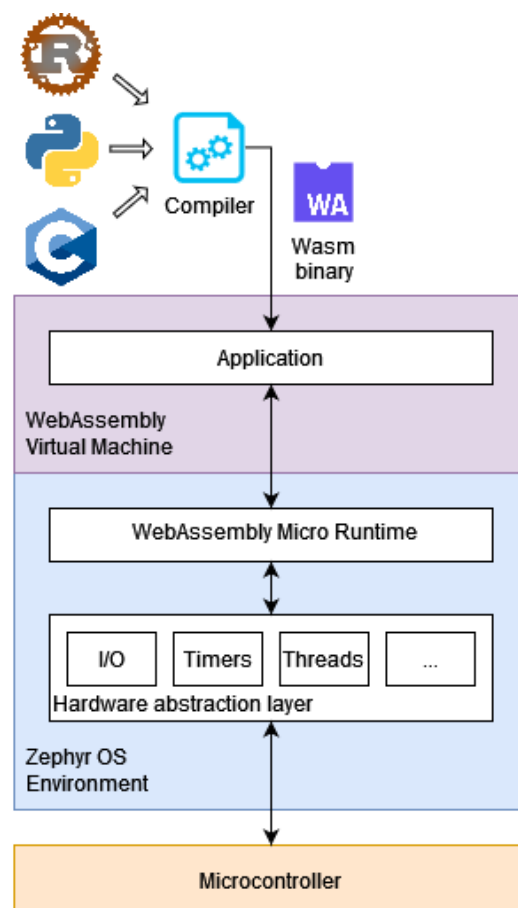 R
C
Compiler
WA
Wasm
binary
Application
WebAssembly
Virtual Machine
WebAssembly Micro Runtime
I/O
Timers
Threads
...
Hardware abstraction layer
Zephyr OS
Environment
Microcontroller